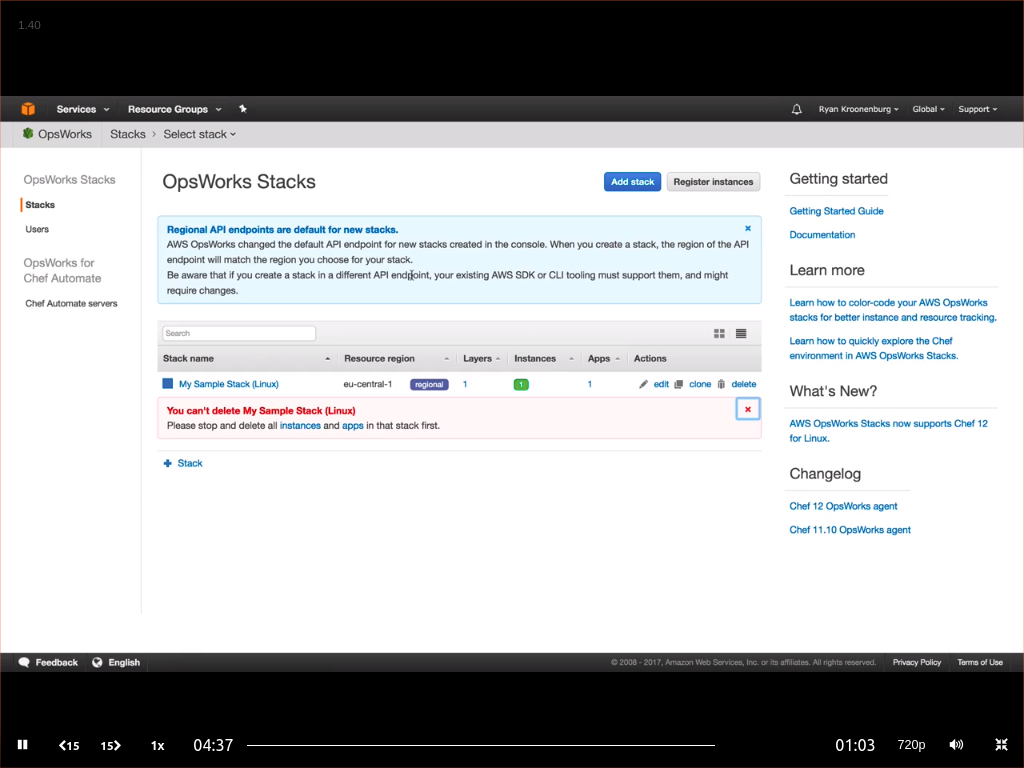 1.40
Services Resource Groups Ryan Kroonenburg Global Support
OpsWorks Stacks Select stack
OpsWorks Stacks
Stacks
Users
OpsWorks for
Chef Automate
Chef Automate servers
OpsWorks Stacks
Add stack Register instances
Regional API endpoints are default for new stacks.
AWS OpsWorks changed the default API endpoint for new stacks created in the console. When you create a stack, the region of the API
endpoint will match the region you choose for your stack.
Be aware that if you create a stack in a different API endpoint, your existing AWS SDK or CLI tooling must support them, and might
require changes.
Search
Stack name Resource region Layers Instances Apps Actions
My Sample Stack (Linux) eu-central-1 regional 1 1 1 edit clone delete
You can't delete My Sample Stack (Linux)
Please stop and delete all instances and apps in that stack first.
Stack
Getting started
Getting Started Guide
Documentation
Learn more
Learn how to color-code your AWS OpsWorks
stacks for better instance and resource tracking.
Learn how to quickly explore the Chef
environment in AWS OpsWorks Stacks.
What's New?
AWS OpsWorks Stacks now supports Chef 12
for Linux.
Changelog
Chef 12 OpsWorks agent
Chef 11.10 OpsWorks agent
Feedback English © 2008 - 2017, Amazon Web Services, Inc. or its affiliates. All rights reserved. Privacy Policy Terms of Use
15 15 1x 04:37 01:03 720p